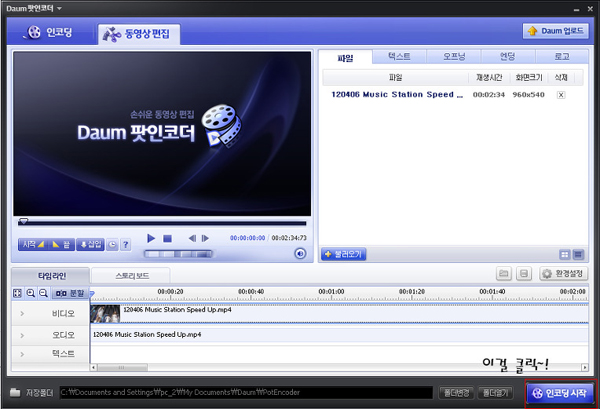 Daum 팟인코더
인코딩
동영상 편집
Daum 업로드
손쉬운 동영상 편집
Daum 팟인코더
시작
끝
삽입
?
00:00:00:00
00:02:34:73
파일 텍스트 오프닝 엔딩 로고
파일 재생시간 화면크기 삭제
120406 Music Station Speed ... 00:02:34 960x540 X
불러오기
타임라인 스토리보드
환경설정
분할
00:00:20 00:00:40 00:01:00 00:01:20 00:01:40 00:02:00
비디오
120406 Music Station Speed Up.mp4
오디오
120406 Music Station Speed Up.mp4
텍스트
이걸 클릭~!
저장폴더 C:₩Documents and Settings₩pc_2₩My Documents₩Daum₩PotEncoder 폴더변경 폴더열기 인코딩 시작